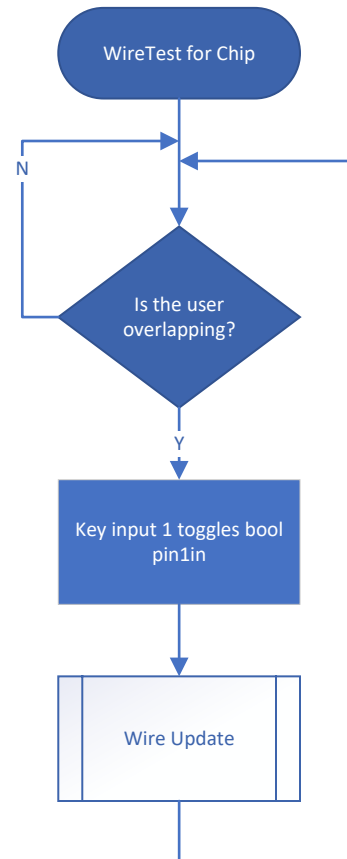 WireTest for Chip
N
Is the user
overlapping?
Y
Key input 1 toggles bool
pin1in
Wire Update